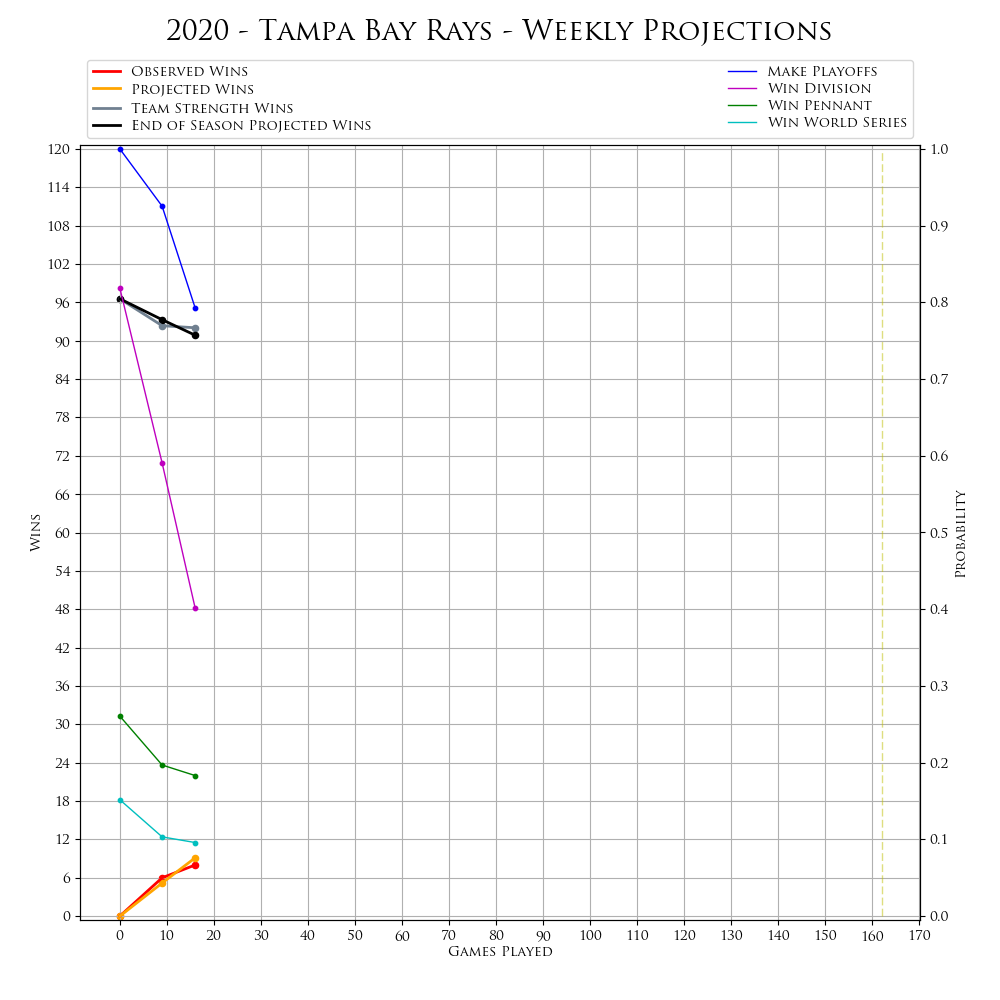 2020 - Tampa Bay Rays - Weekly Projections
Observed Wins
Projected Wins
Team Strength Wins
End of Season Projected Wins
Make Playoffs
Win Division
Win Pennant
Win World Series
120
114
108
102
96
90
84
78
72
66
60
54
48
42
36
30
24
18
12
6
0
Wins
1.0
0.9
0.8
0.7
0.6
0.5
0.4
0.3
0.2
0.1
0.0
Probability
0 10 20 30 40 50 60 70 80 90 100 110 120 130 140 150 160 170
Games Played